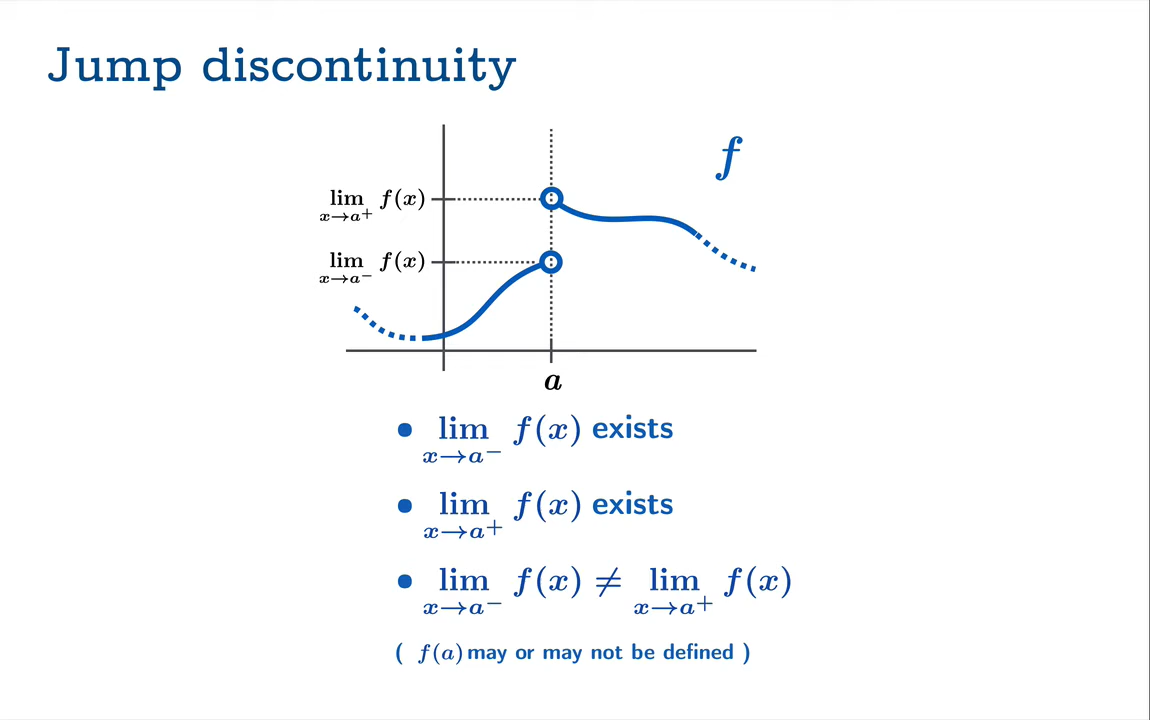 Jump discontinuity
f
lim f(x)
x→a⁺
lim f(x)
x→a⁻
a
• lim f(x) exists
x→a⁻
• lim f(x) exists
x→a⁺
• lim f(x) ≠ lim f(x)
x→a⁻ x→a⁺
( f(a) may or may not be defined )